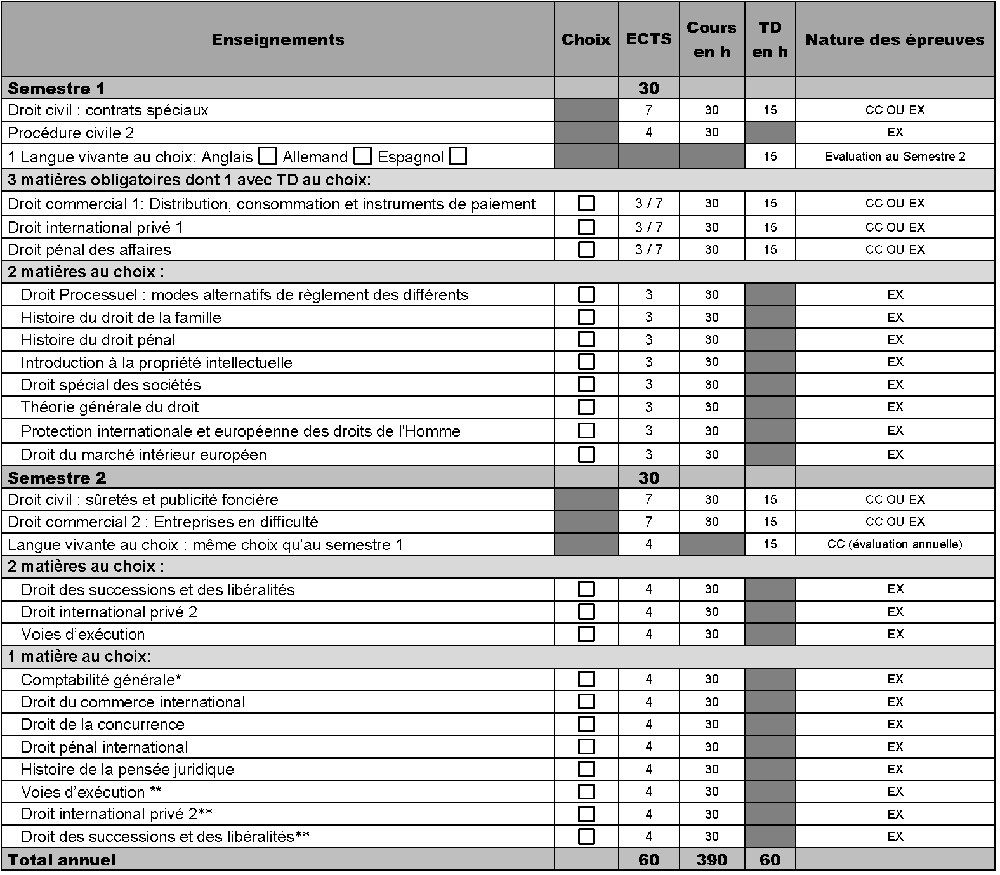 Enseignements Choix ECTS Cours en h TD en h Nature des épreuves
Semestre 1 30
Droit civil : contrats spéciaux 7 30 15 CC OU EX
Procédure civile 2 4 30 EX
1 Langue vivante au choix: Anglais Allemand Espagnol 15 Evaluation au Semestre 2
3 matières obligatoires dont 1 avec TD au choix:
Droit commercial 1: Distribution, consommation et instruments de paiement 3 / 7 30 15 CC OU EX
Droit international privé 1 3 / 7 30 15 CC OU EX
Droit pénal des affaires 3 / 7 30 15 CC OU EX
2 matières au choix :
Droit Processuel : modes alternatifs de règlement des différents 3 30 EX
Histoire du droit de la famille 3 30 EX
Histoire du droit pénal 3 30 EX
Introduction à la propriété intellectuelle 3 30 EX
Droit spécial des sociétés 3 30 EX
Théorie générale du droit 3 30 EX
Protection internationale et européenne des droits de l'Homme 3 30 EX
Droit du marché intérieur européen 3 30 EX
Semestre 2 30
Droit civil : sûretés et publicité foncière 7 30 15 CC OU EX
Droit commercial 2 : Entreprises en difficulté 7 30 15 CC OU EX
Langue vivante au choix : même choix qu’au semestre 1 4 15 CC (évaluation annuelle)
2 matières au choix :
Droit des successions et des libéralités 4 30 EX
Droit international privé 2 4 30 EX
Voies d’exécution 4 30 EX
1 matière au choix:
Comptabilité générale* 4 30 EX
Droit du commerce international 4 30 EX
Droit de la concurrence 4 30 EX
Droit pénal international 4 30 EX
Histoire de la pensée juridique 4 30 EX
Voies d’exécution ** 4 30 EX
Droit international privé 2** 4 30 EX
Droit des successions et des libéralités** 4 30 EX
Total annuel 60 390 60